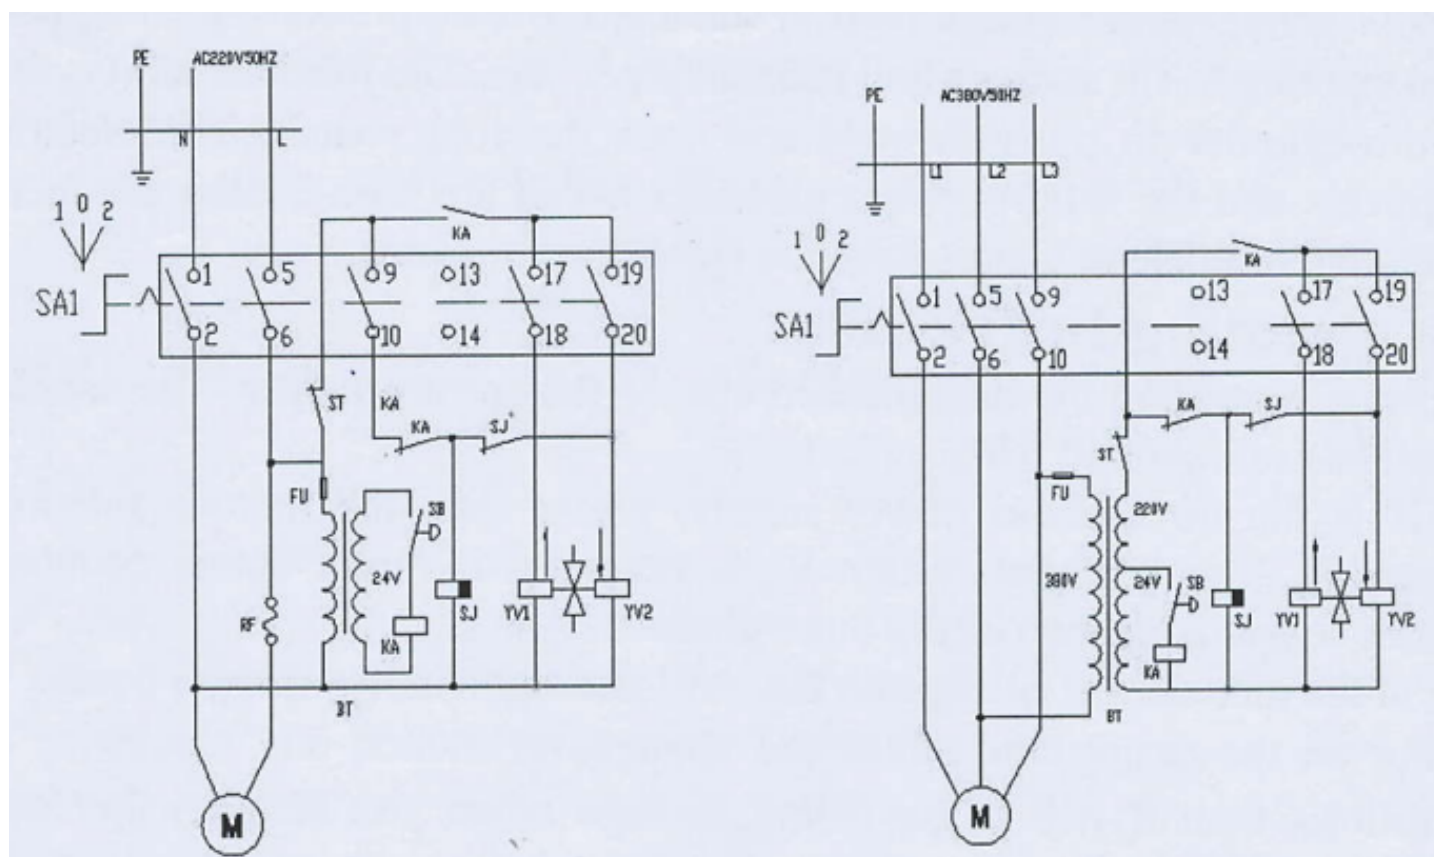 PE AC220V50HZ
N L
1 0 2
KA
1 5 9 13 17 19
SA1
2 6 10 14 18 20
ST KA
KA SJ
FU SB
24V
RF SJ YV1 YV2
KA
BT
M
PE AC380V50HZ
L1 L2 L3
1 0 2
KA
1 5 9 13 17 19
SA1
2 6 10 14 18 20
KA SJ
ST
FU
220V
380V 24V SB
SJ YV1 YV2
KA
BT
M